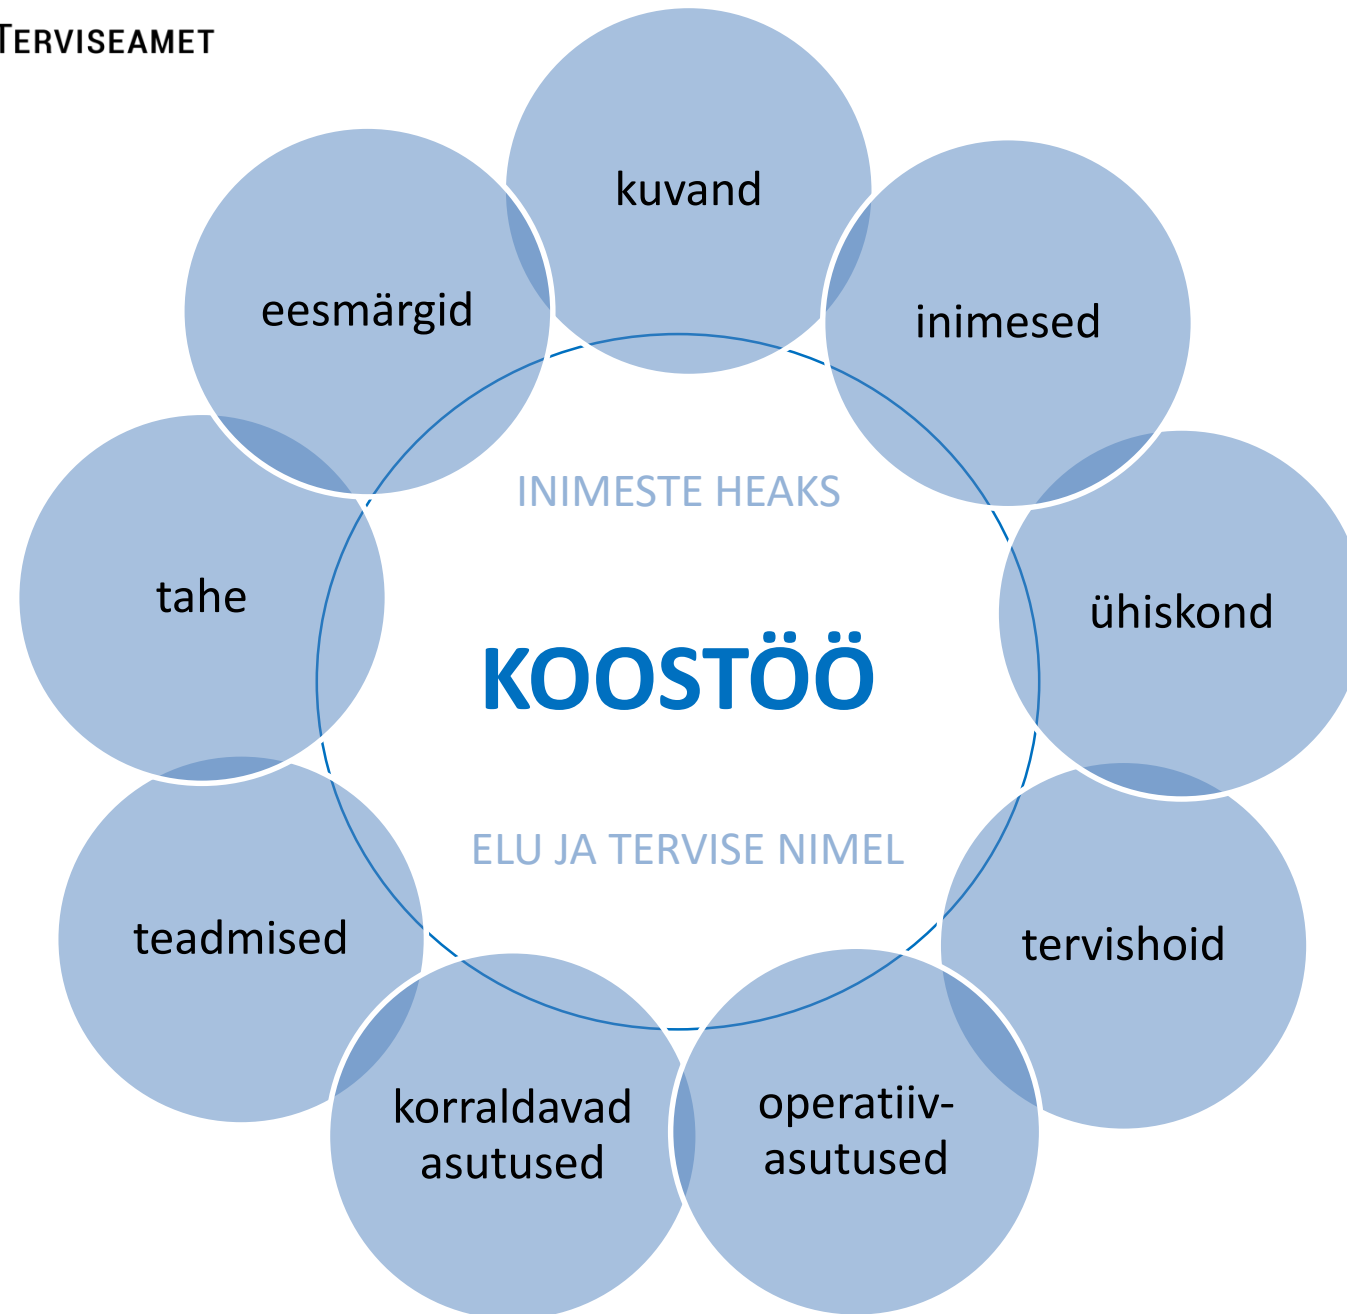 TERVISEAMET
kuvand
eesmärgid
inimesed
INIMESTE HEAKS
tahe
ühiskond
KOOSTÖÖ
ELU JA TERVISE NIMEL
teadmised
tervishoid
korraldavad
asutused
operatiiv-
asutused